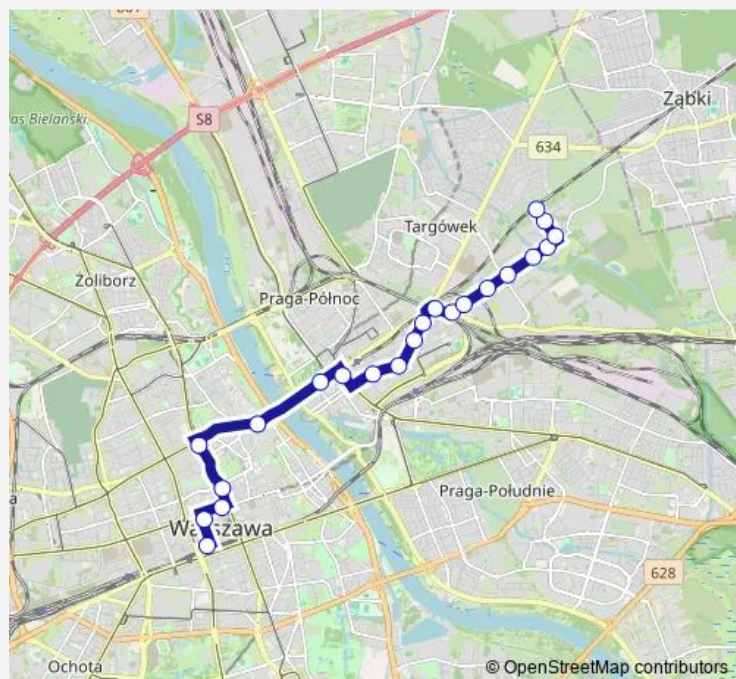 Ząbki
S8
as Bielański
634
Targówek
Żoliborz
Praga-Północ
Praga-Południe
Warszawa
628
Ochota
© OpenStreetMap contributors